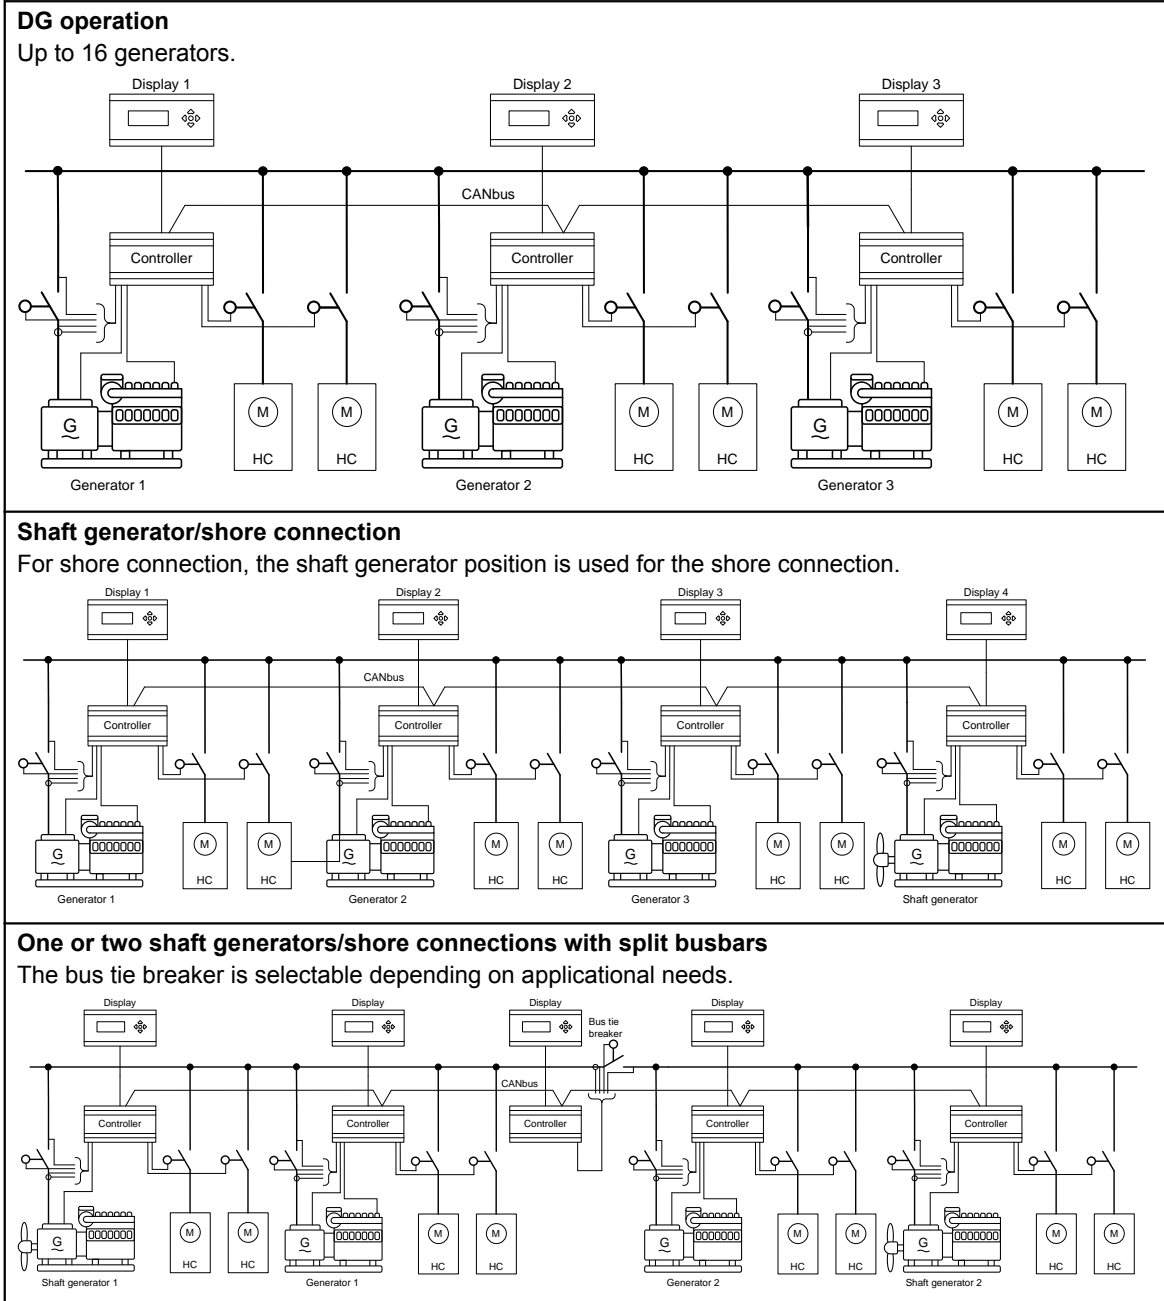 DG operation
Up to 16 generators.
Display 1
Display 2
Display 3
CANbus
Controller
Controller
Controller
G
M
M
G
M
M
G
M
M
HC
HC
HC
HC
HC
HC
Generator 1
Generator 2
Generator 3
Shaft generator/shore connection
For shore connection, the shaft generator position is used for the shore connection.
Display 1
Display 2
Display 3
Display 4
CANbus
Controller
Controller
Controller
Controller
G
M
M
G
M
M
G
M
M
G
M
M
HC
HC
HC
HC
HC
HC
HC
HC
Generator 1
Generator 2
Generator 3
Shaft generator
One or two shaft generators/shore connections with split busbars
The bus tie breaker is selectable depending on applicational needs.
Display
Display
Display
Bus tie
breaker
Display
Display
CANbus
Controller
Controller
Controller
Controller
Controller
G
M
M
G
M
M
G
M
M
G
M
M
HC
HC
HC
HC
HC
HC
HC
HC
Shaft generator 1
Generator 1
Generator 2
Shaft generator 2